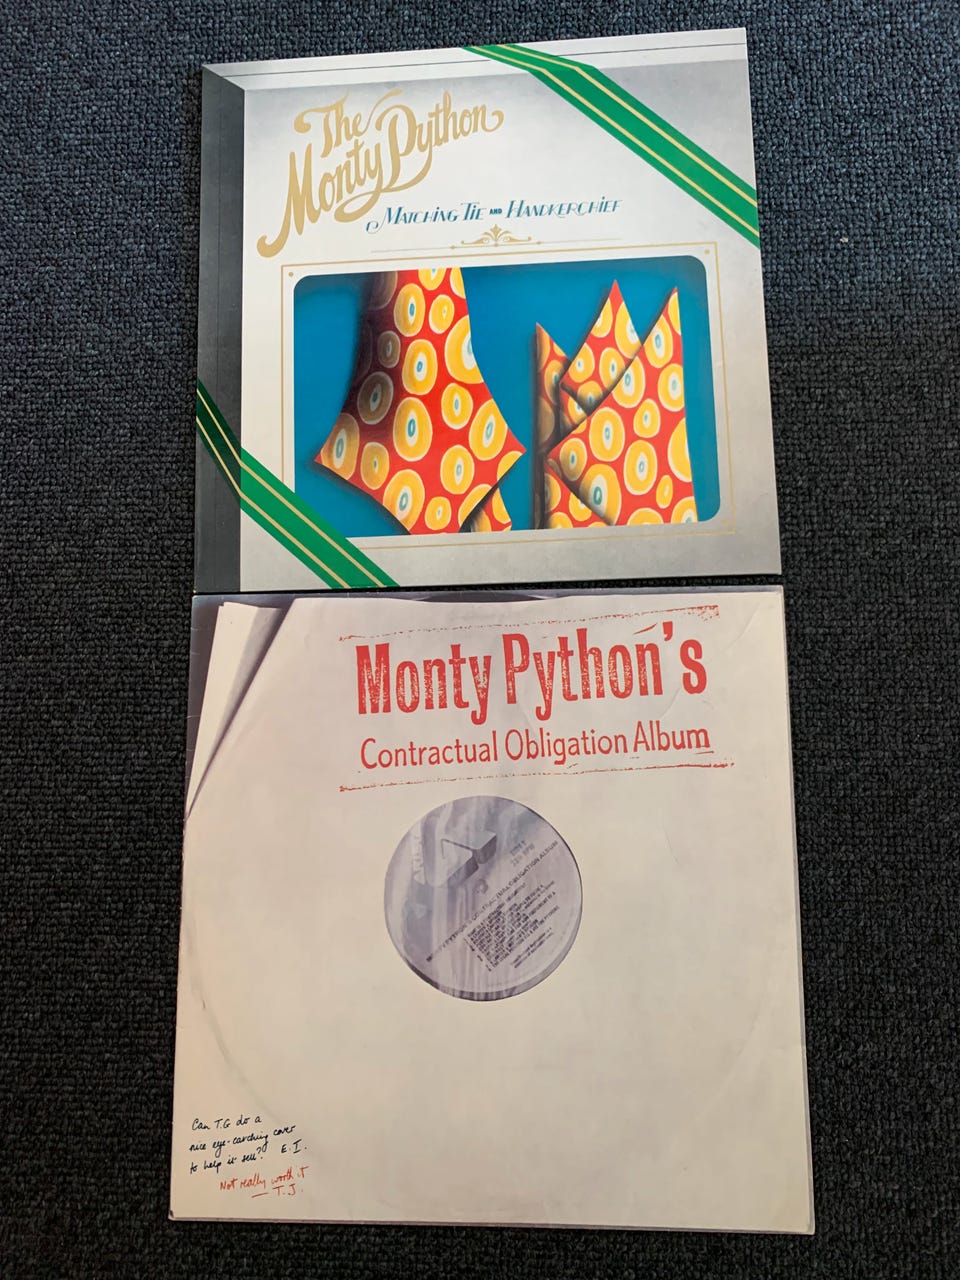 The
Monty Python
MATCHING TIE AND HANDKERCHIEF
Monty Python's
Contractual Obligation Album
Can T.G do a
nice eye-catching cover
to help it sell? E.I.
Not really worth it
T.J.